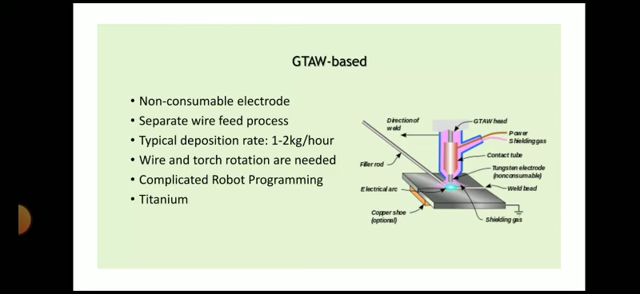 GTAW-based
• Non-consumable electrode
• Separate wire feed process
• Typical deposition rate: 1-2kg/hour
• Wire and torch rotation are needed
• Complicated Robot Programming
• Titanium
Direction of
weld
GTAW head
Power
Shielding gas
Contact tube
Filler rod
Tungsten electrode
(nonconsumable)
Electrical arc
Weld bead
Copper shoe
(optional)
Shielding gas